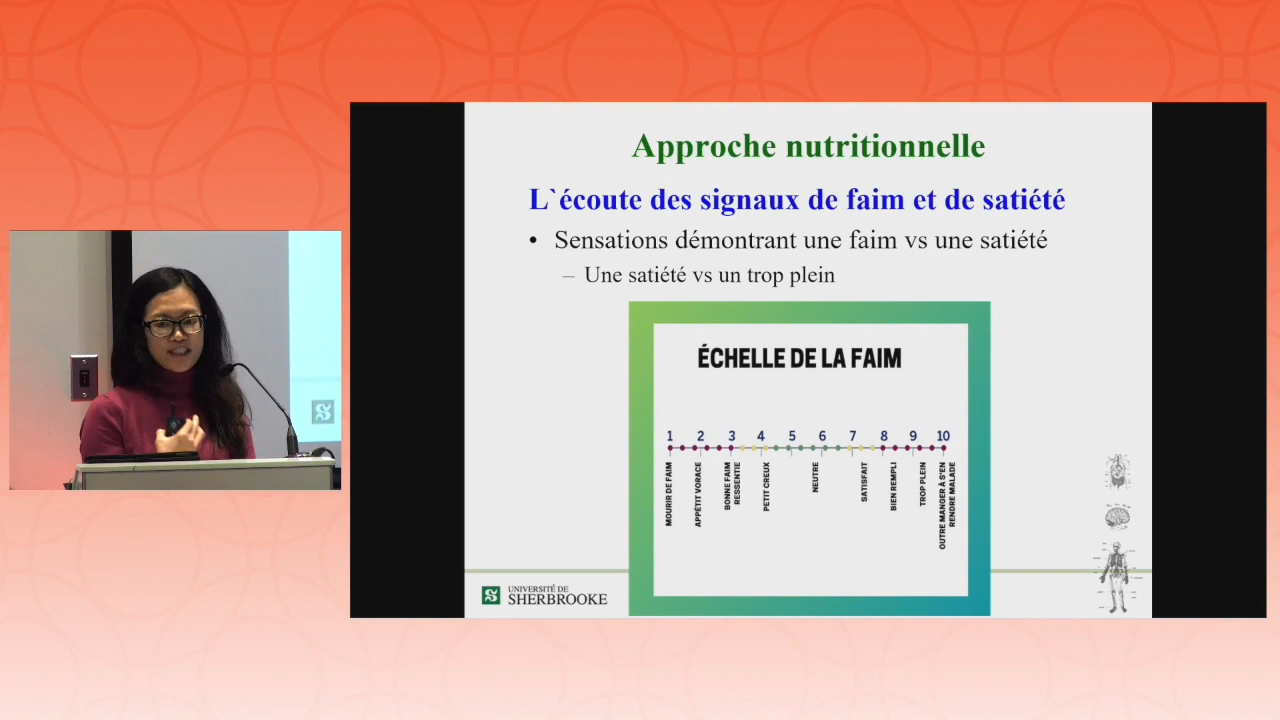 Approche nutritionnelle
L`écoute des signaux de faim et de satiété
• Sensations démontrant une faim vs une satiété
– Une satiété vs un trop plein
ÉCHELLE DE LA FAIM
1 2 3 4 5 6 7 8 9 10
MOURIR DE FAIM
APPÉTIT VORACE
BONNE FAIM
RESSENTIE
PETIT CREUX
NEUTRE
SATISFAIT
BIEN REMPLI
TROP PLEIN
OUTRE MANGER À S'EN
RENDRE MALADE
UNIVERSITÉ DE
SHERBROOKE